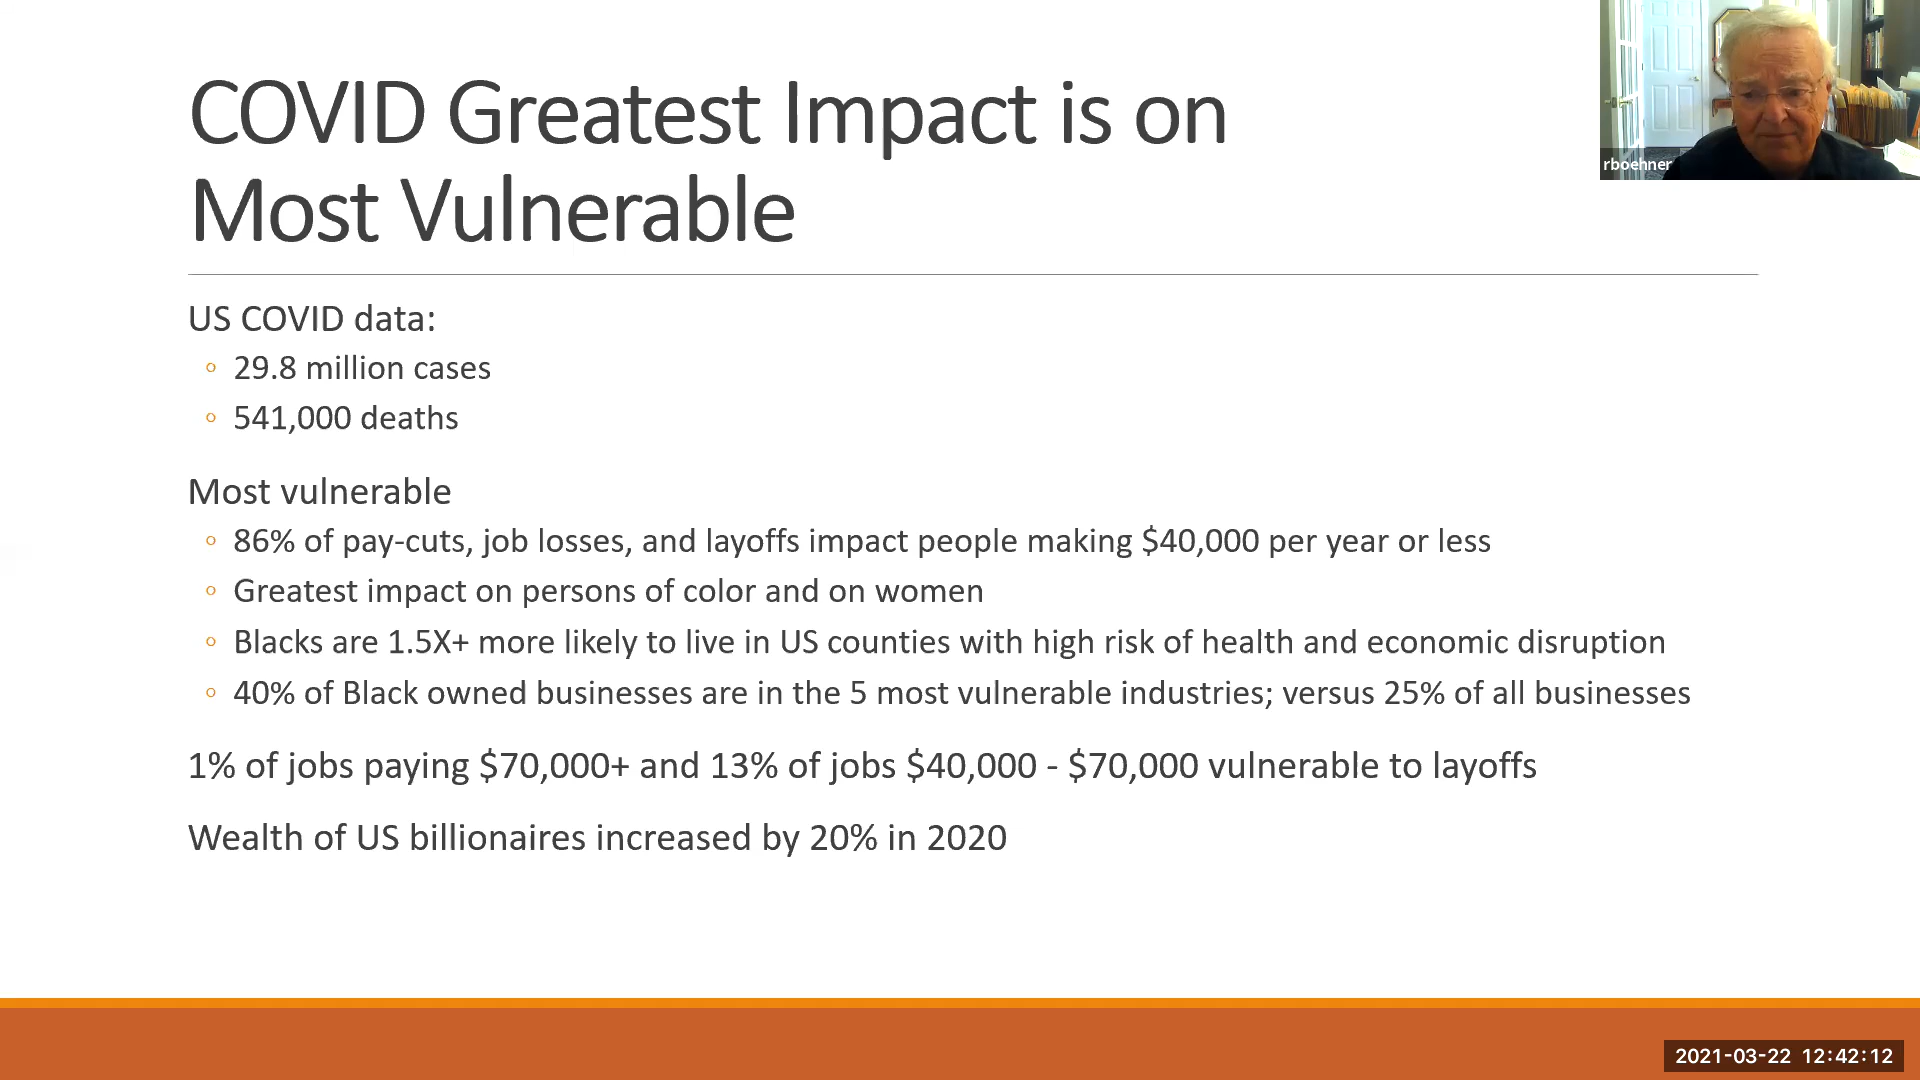 COVID Greatest Impact is on
Most Vulnerable
rboehner
US COVID data:
◦ 29.8 million cases
◦ 541,000 deaths
Most vulnerable
◦ 86% of pay-cuts, job losses, and layoffs impact people making $40,000 per year or less
◦ Greatest impact on persons of color and on women
◦ Blacks are 1.5X+ more likely to live in US counties with high risk of health and economic disruption
◦ 40% of Black owned businesses are in the 5 most vulnerable industries; versus 25% of all businesses
1% of jobs paying $70,000+ and 13% of jobs $40,000 - $70,000 vulnerable to layoffs
Wealth of US billionaires increased by 20% in 2020
2021-03-22 12:42:12